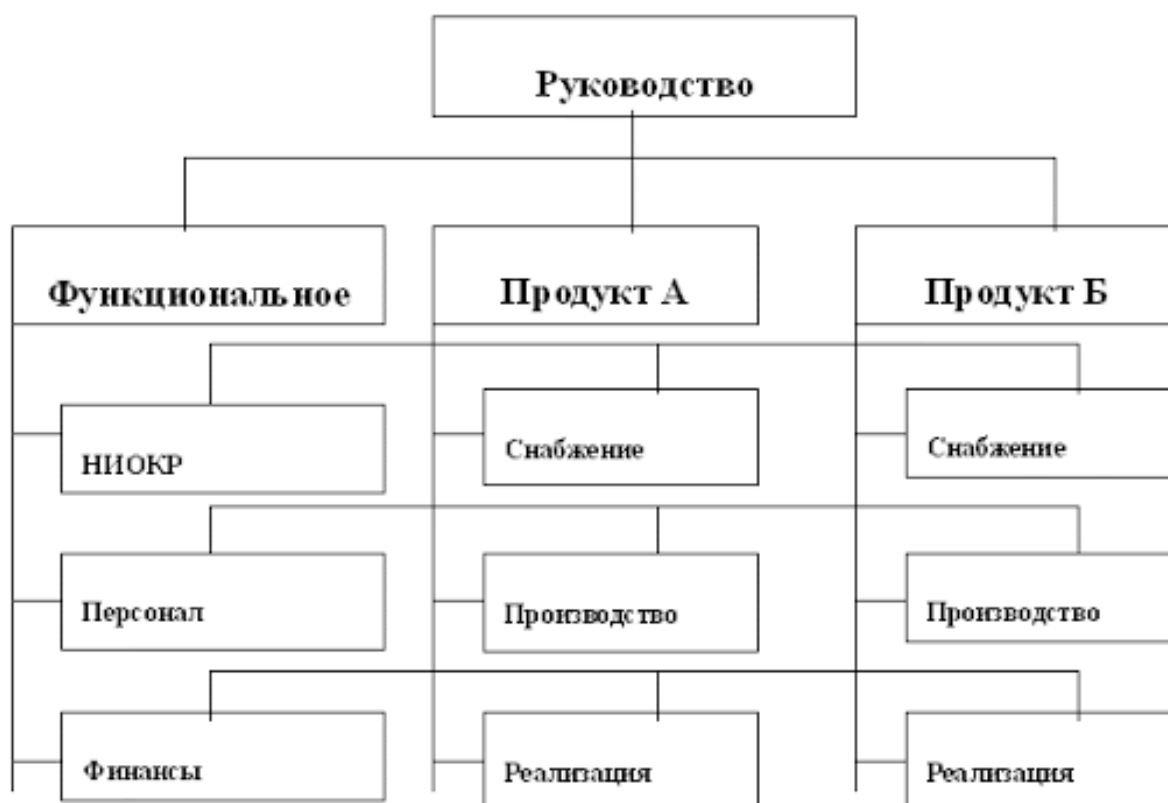 Руководство
Функциональное
Продукт А
Продукт Б
НИОКР
Снабжение
Снабжение
Персонал
Производство
Производство
Финансы
Реализация
Реализация